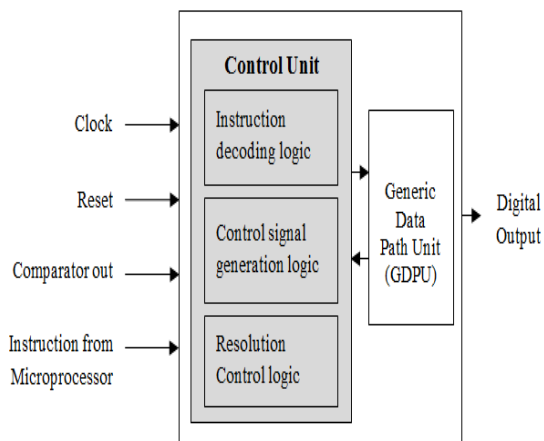 Control Unit
Instruction
decoding logic
Control signal
generation logic
Resolution
Control logic
Clock
Reset
Comparator out
Instruction from
Microprocessor
Generic
Data
Path Unit
(GDPU)
Digital
Output